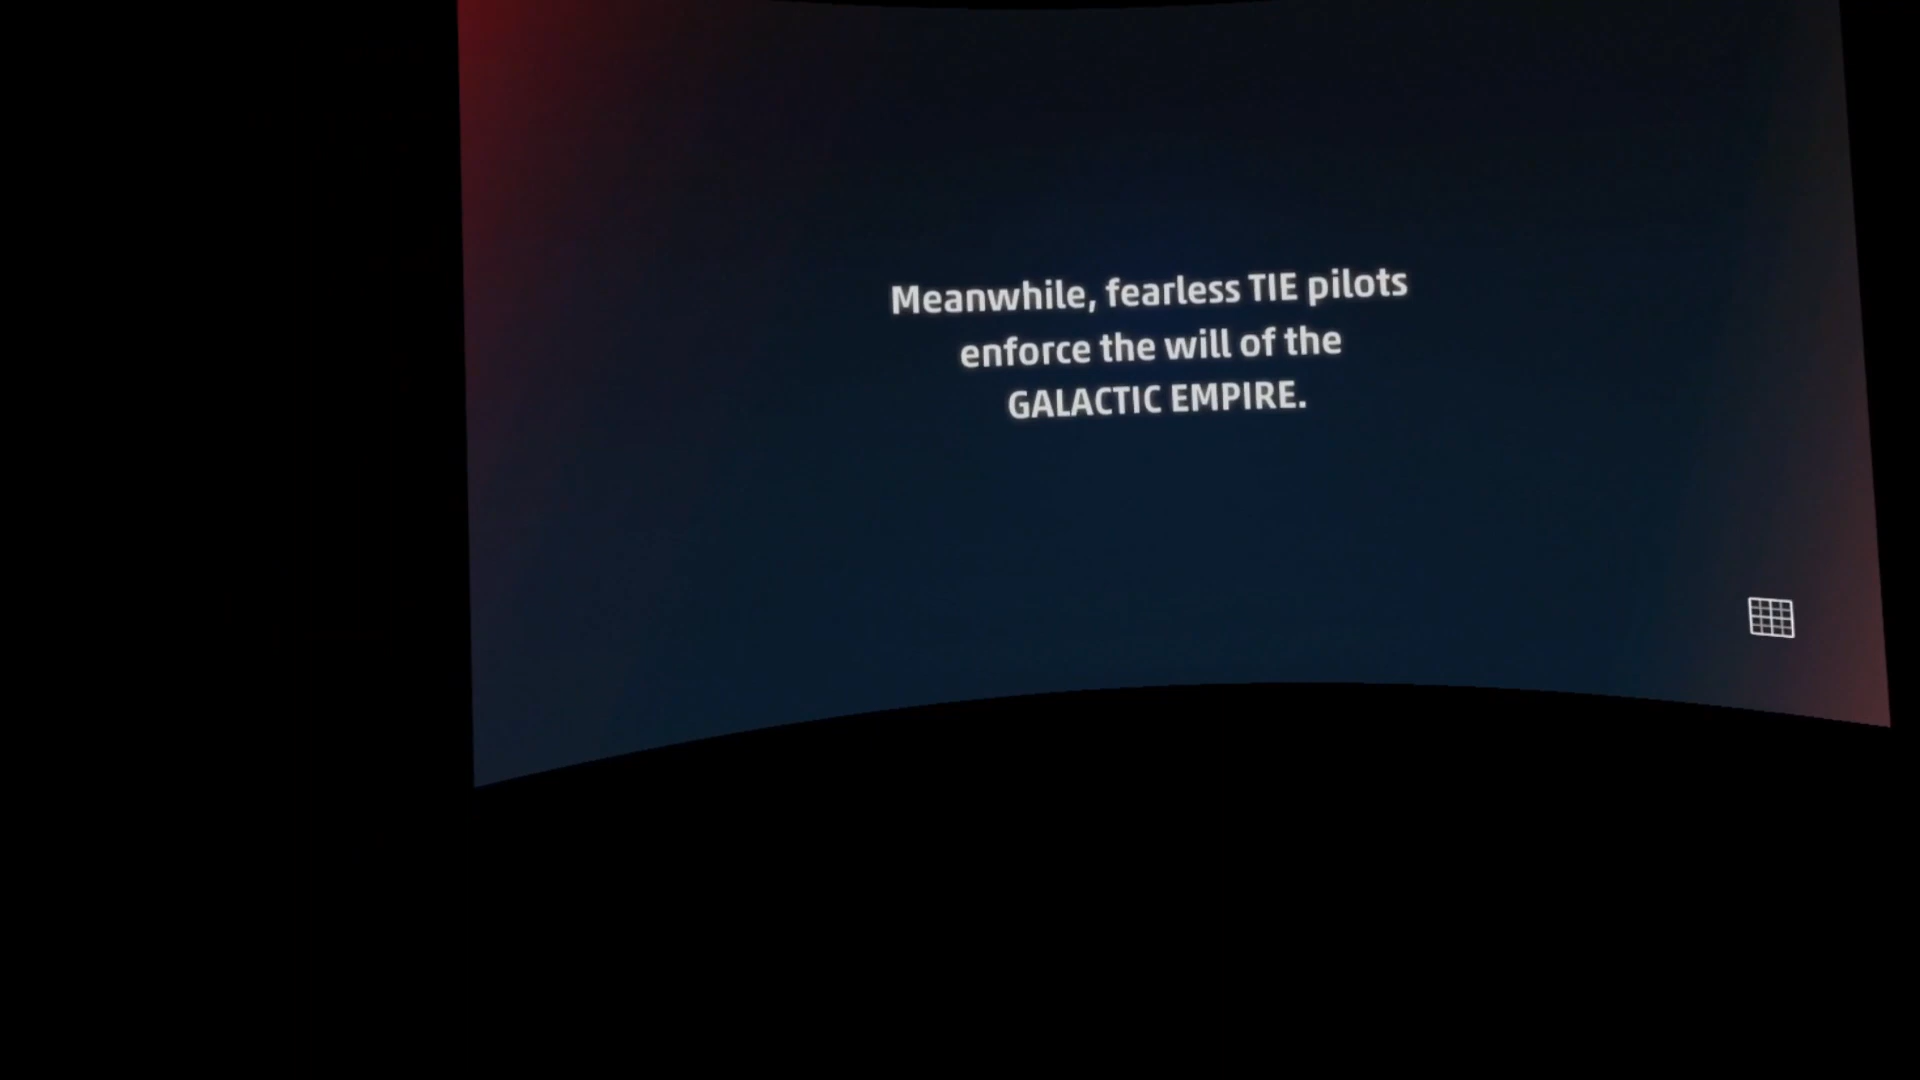 Meanwhile, fearless TIE pilots
enforce the will of the
GALACTIC EMPIRE.